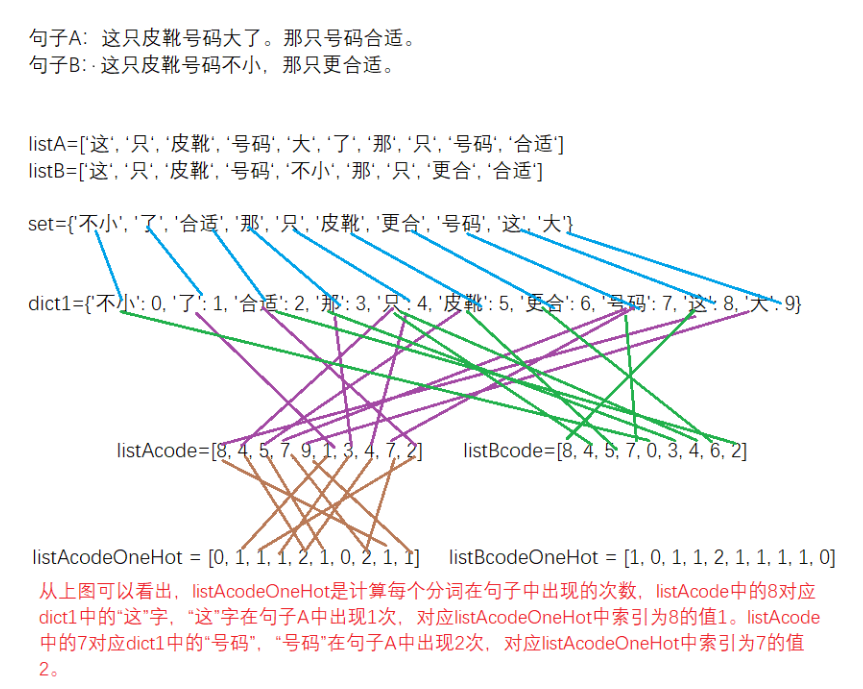 句子A：这只皮靴号码大了。那只号码合适。
句子B：·这只皮靴号码不小，那只更合适。
listA=[‘这‘, ‘只‘, ‘皮靴‘, ‘号码‘, ‘大‘, ‘了‘, ‘那‘, ‘只‘, ‘号码‘, ‘合适‘]
listB=[‘这‘, ‘只‘, ‘皮靴‘, ‘号码‘, ‘不小‘, ‘那‘, ‘只‘, ‘更合‘, ‘合适‘]
set={'不小', '了', '合适', '那', '只', '皮靴', '更合', '号码', '这', '大'}
dict1={'不小': 0, '了': 1, '合适': 2, '那': 3, '只': 4, '皮靴': 5, '更合': 6, '号码': 7, '这': 8, '大': 9}
listAcode=[8, 4, 5, 7, 9, 1, 3, 4, 7, 2] listBcode=[8, 4, 5, 7, 0, 3, 4, 6, 2]
listAcodeOneHot = [0, 1, 1, 1, 2, 1, 0, 2, 1, 1] listBcodeOneHot = [1, 0, 1, 1, 2, 1, 1, 1, 1, 0]
从上图可以看出，listAcodeOneHot是计算每个分词在句子中出现的次数，listAcode中的8对应
dict1中的“这”字，“这”字在句子A中出现1次，对应listAcodeOneHot中索引为8的值1。listAcode
中的7对应dict1中的“号码”，“号码”在句子A中出现2次，对应listAcodeOneHot中索引为7的值
2。